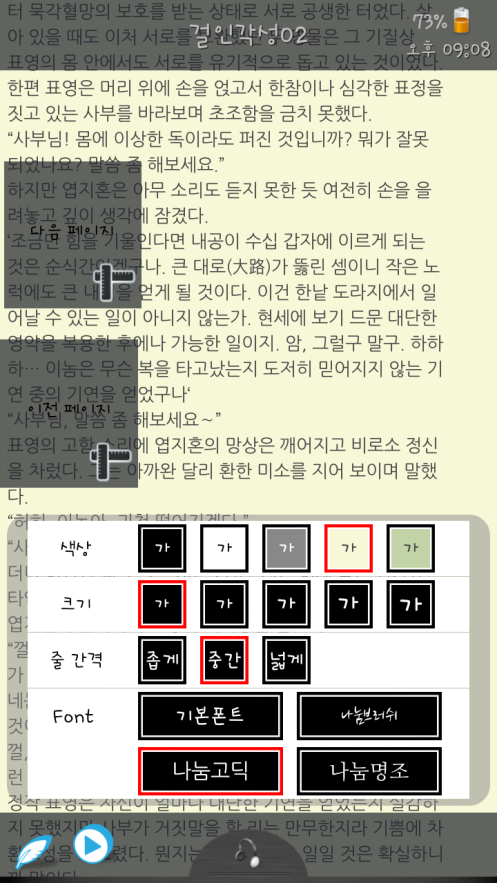 터 묵각혈망의 보호를 받는 상태로 서로 공생한 터었다. 살
걸인각성02
73%
오후 09:08
아 있을 때도 이처 서로를
물은 그 기질상
표영의 몸 안에서도 서로를 유기적으로 돕고 있는 것이었다.
한편 표영은 머리 위에 손을 얹고서 한참이나 심각한 표정을
짓고 있는 사부를 바라보며 초조함을 금치 못했다.
“사부님! 몸에 이상한 독이라도 퍼진 것입니까? 뭐가 잘못
되었나요? 말씀 좀 해보세요.”
하지만 엽지혼은 아무 소리도 듣지 못한 듯 여전히 손을 올
려놓고 깊이 생각에 잠겼다.
다음 페이지
‘조금만 힘을 기울인다면 내공이 수십 갑자에 이르게 되는
것은 순식간이겠구나. 큰 대로(大路)가 뚫린 셈이니 작은 노
력에도 큰 내공을 얻게 될 것이다. 이건 한낱 도라지에서 일
어날 수 있는 일이 아니지 않는가. 현세에 보기 드문 대단한
영약을 복용한 후에나 가능한 일이지. 암, 그럴구 말구. 하하
하… 이놈은 무슨 복을 타고났는지 도저히 믿어지지 않는 기
연 중의 기연을 얻었구나‘
이전 페이지
“사부님, 말씀 좀 해보세요~”
표영의 고함 소리에 엽지혼의 망상은 깨어지고 비로소 정신
을 차렸다. 그는 아까완 달리 환한 미소를 지어 보이며 말했
다.
색상 가 가 가 가 가
크기 가 가 가 가 가
줄 간격 좁게 중간 넓게
Font 기본폰트 나눔브러쉬
나눔고딕 나눔명조
정작 표영은 자신이 얼마나 대단한 기연을 얻었는지 실감하
지 못했지만 사부가 거짓말을 할 리는 만무한지라 기쁨에 차
일일 것은 확실하니